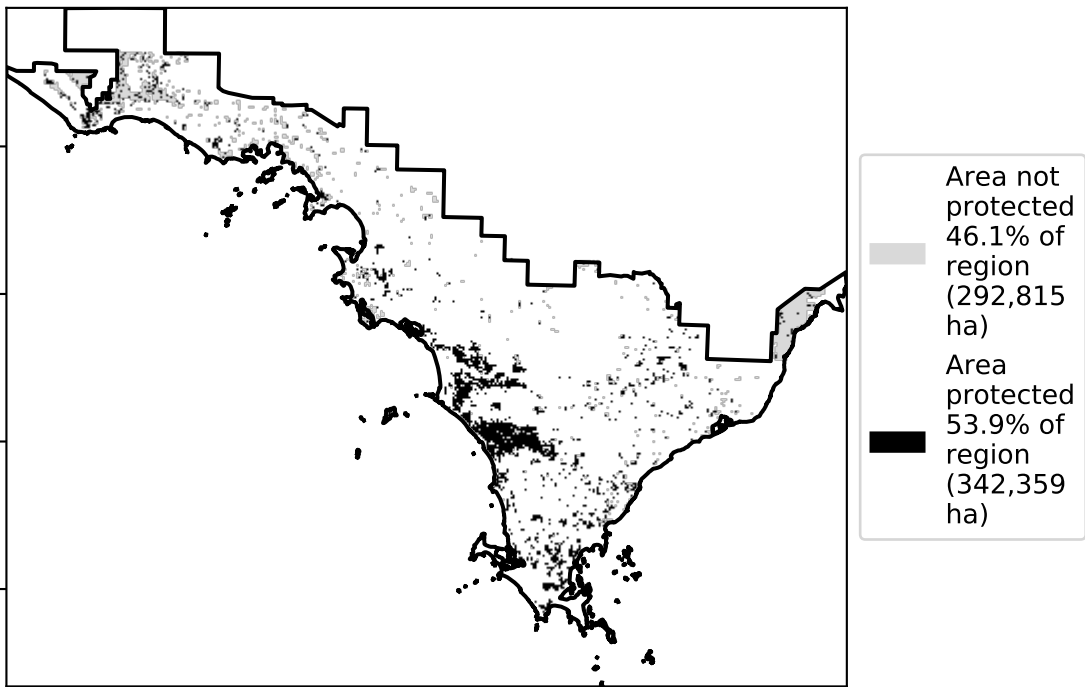 Area not
protected
46.1% of
region
(292,815
ha)
Area
protected
53.9% of
region
(342,359
ha)